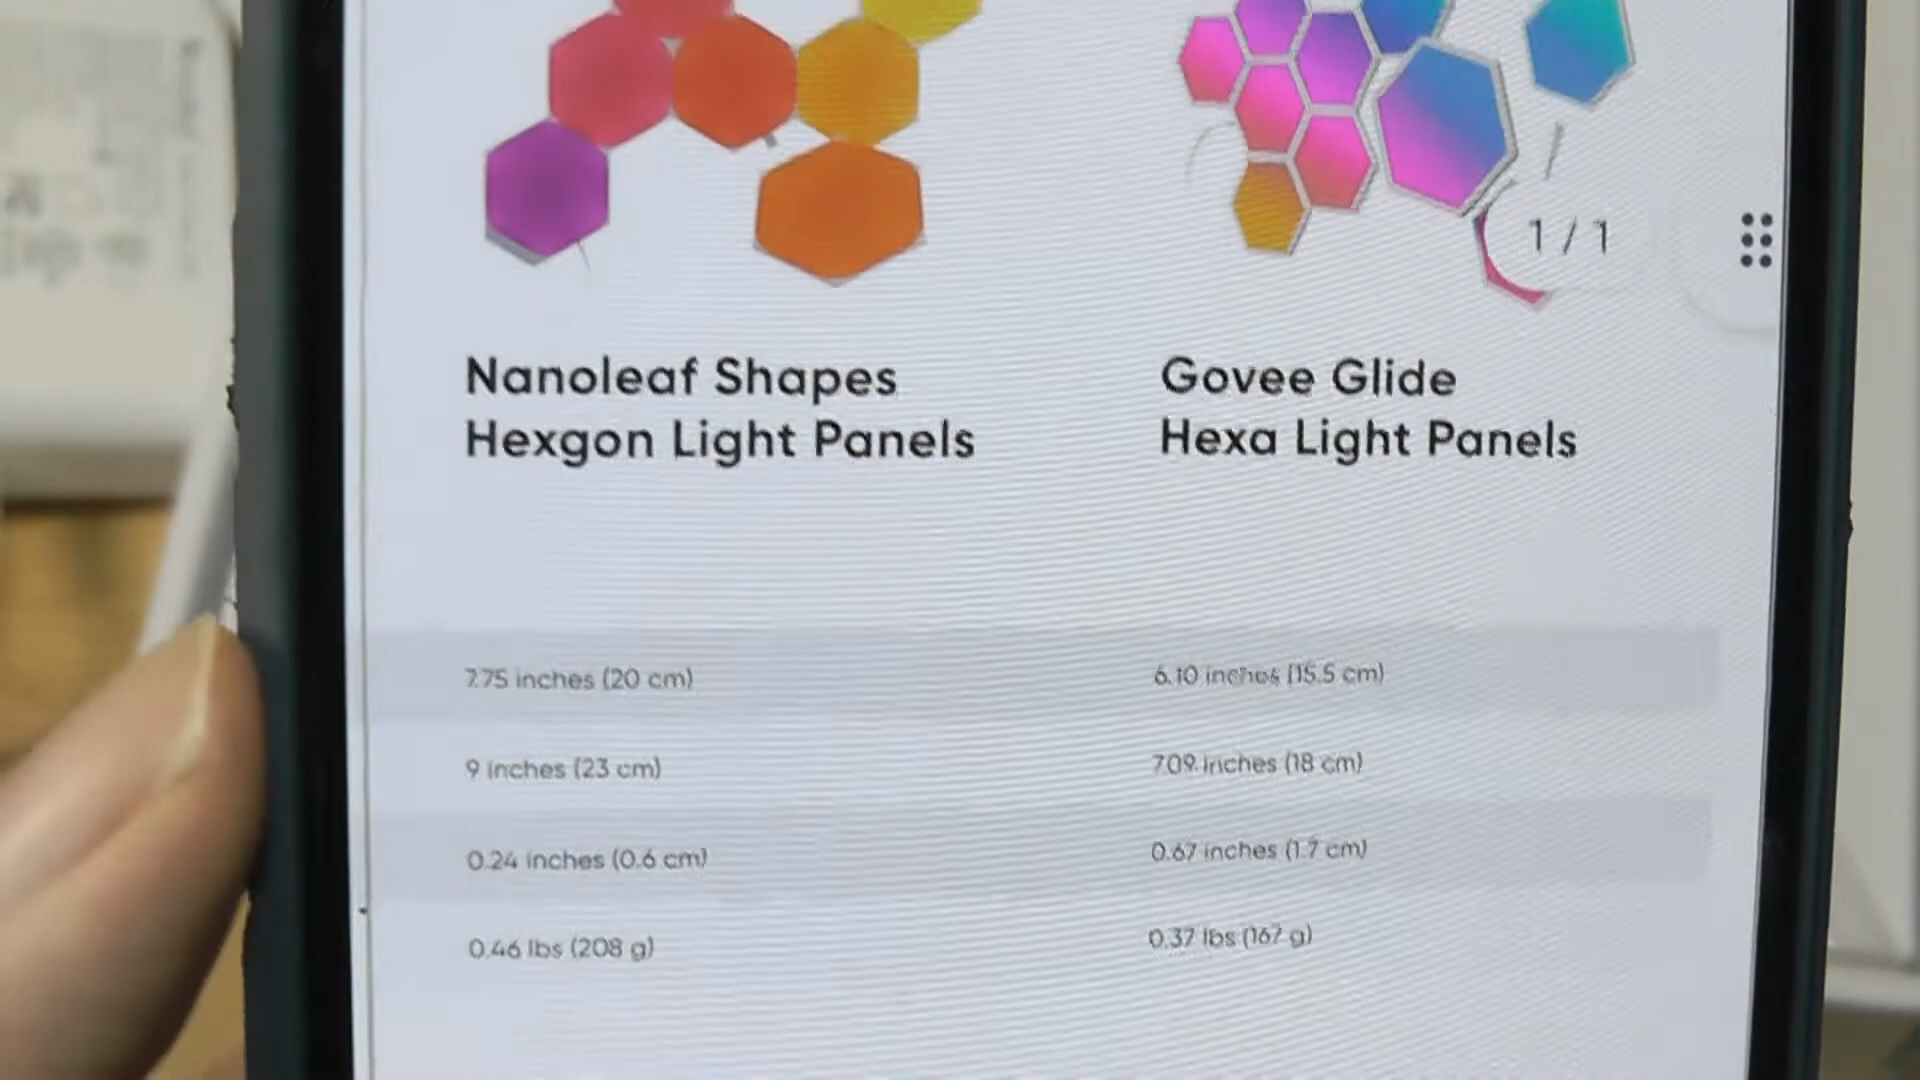 1 / 1
Nanoleaf Shapes
Hexgon Light Panels
Govee Glide
Hexa Light Panels
7.75 inches (20 cm)
6.10 inches (15.5 cm)
9 inches (23 cm)
7.09 inches (18 cm)
0.24 inches (0.6 cm)
0.67 inches (1.7 cm)
0.46 lbs (208 g)
0.37 lbs (167 g)